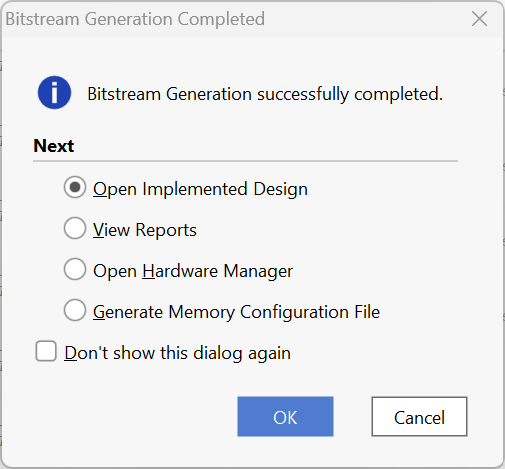 Bitstream Generation Completed
Bitstream Generation successfully completed.
Next
Open Implemented Design
View Reports
Open Hardware Manager
Generate Memory Configuration File
Don't show this dialog again
OK
Cancel